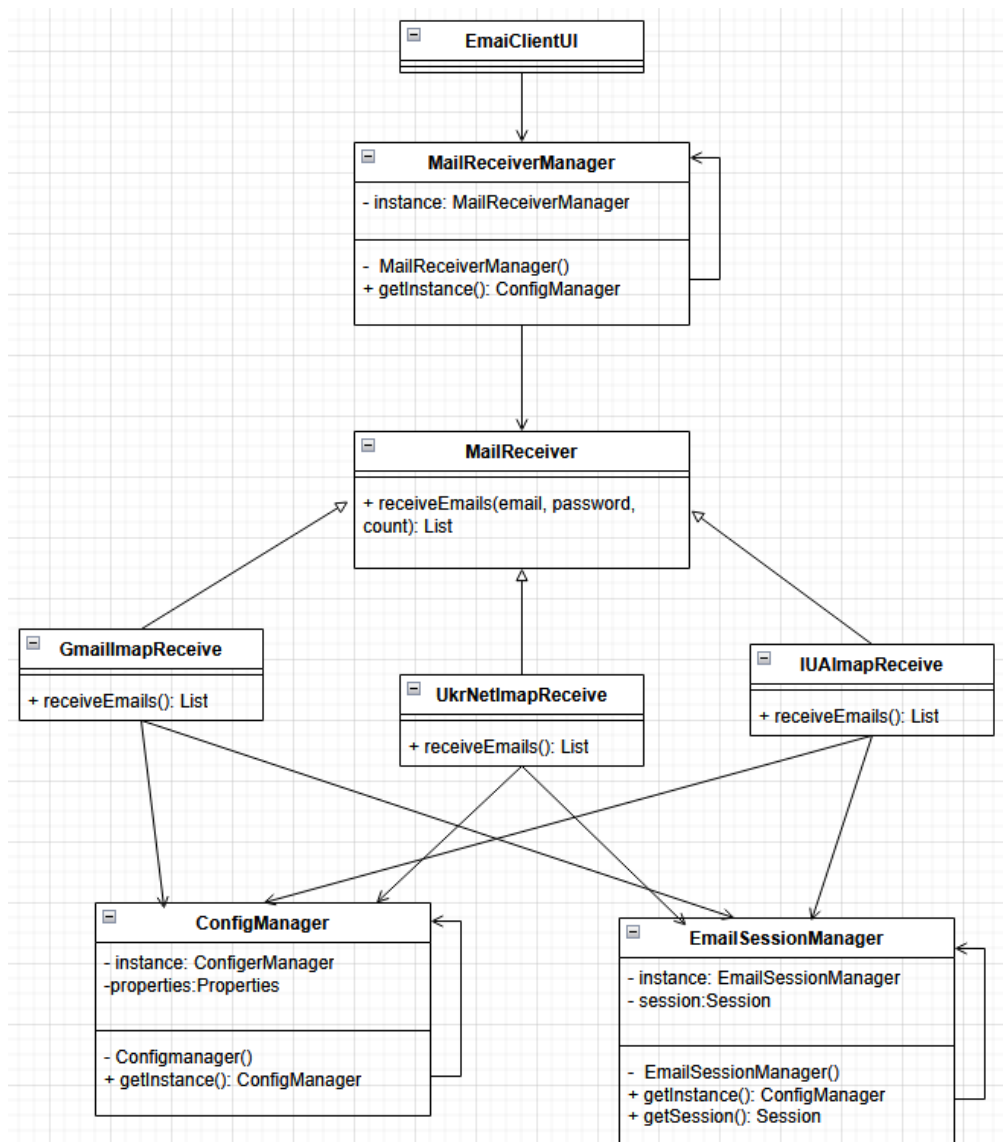 EmaiClientUI
MailReceiverManager
- instance: MailReceiverManager
- MailReceiverManager()
+ getInstance(): ConfigManager
MailReceiver
+ receiveEmails(email, password,
count): List
GmailImapReceive
+ receiveEmails(): List
UkrNetImapReceive
+ receiveEmails(): List
IUAImapReceive
+ receiveEmails(): List
ConfigManager
- instance: ConfigerManager
-properties:Properties
- Configmanager()
+ getInstance(): ConfigManager
EmailSessionManager
- instance: EmailSessionManager
- session:Session
- EmailSessionManager()
+ getInstance(): ConfigManager
+ getSession(): Session